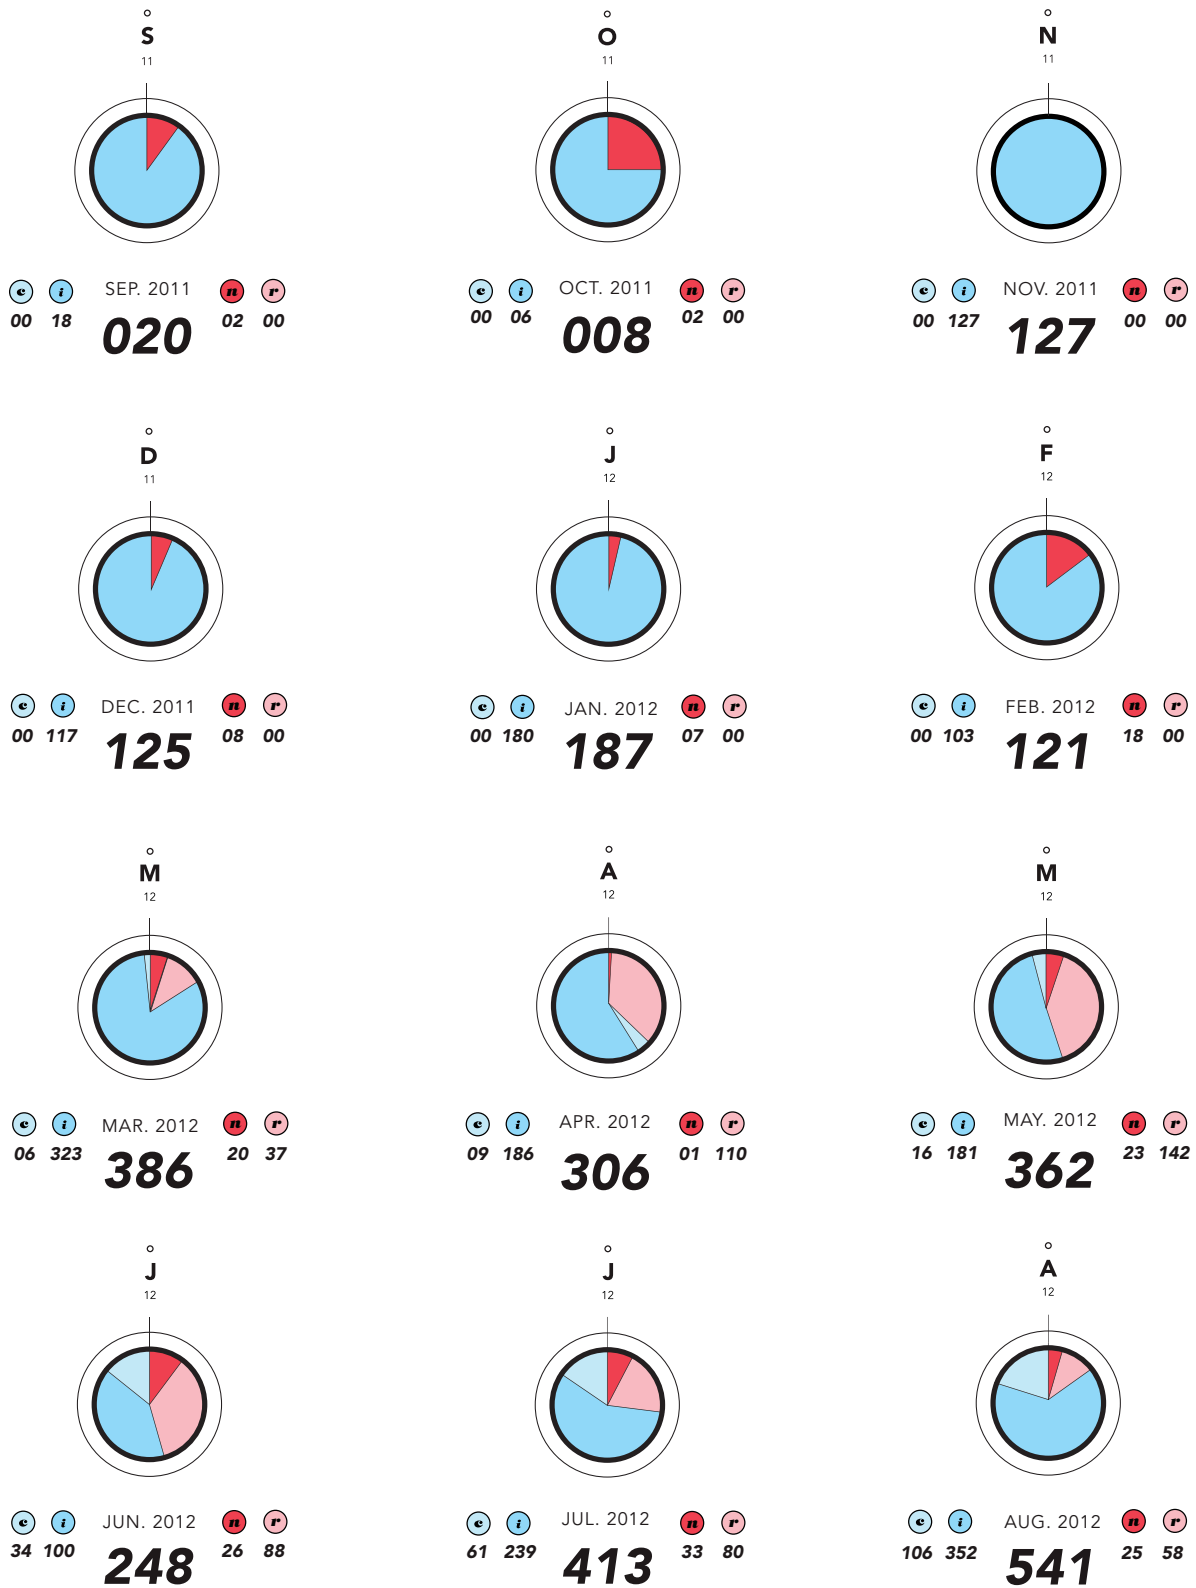 S
11
c i SEP. 2011 n r
00 18 020 02 00
O
11
c i OCT. 2011 n r
00 06 008 02 00
N
11
c i NOV. 2011 n r
00 127 127 00 00
D
11
c i DEC. 2011 n r
00 117 125 08 00
J
12
c i JAN. 2012 n r
00 180 187 07 00
F
12
c i FEB. 2012 n r
00 103 121 18 00
M
12
c i MAR. 2012 n r
06 323 386 20 37
A
12
c i APR. 2012 n r
09 186 306 01 110
M
12
c i MAY. 2012 n r
16 181 362 23 142
J
12
c i JUN. 2012 n r
34 100 248 26 88
J
12
c i JUL. 2012 n r
61 239 413 33 80
A
12
c i AUG. 2012 n r
106 352 541 25 58